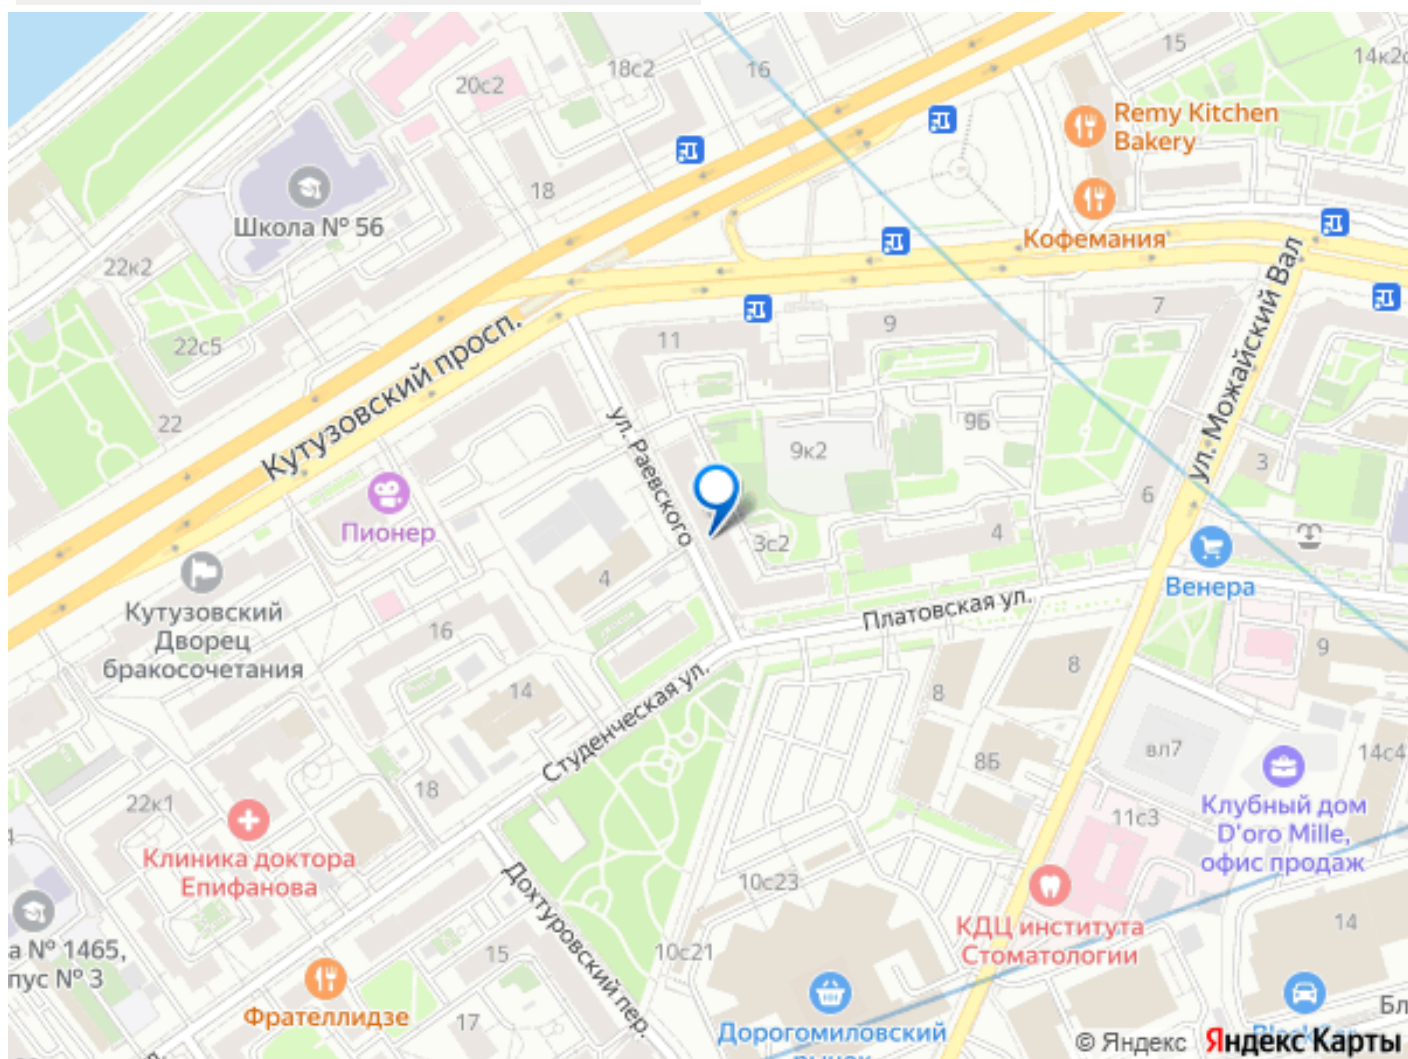 15
14к2с
18с2
16
20с2
Remy Kitchen
Bakery
18
Школа № 56
Кофемания
22к2
ул. Можайский Вал
7
9
11
22с5
Кутузовский просп.
22
ул. Раевского
9Б
9к2
3
6
Пионер
3с2
4
4
Венера
Кутузовский
Дворец
бракосочетания
Платовская ул.
16
9
8
8
14
Студенческая ул.
вл7
14с4
8Б
18
22к1
Клубный дом
D'oro Mille,
офис продаж
11с3
Клиника доктора
Епифанова
10с23
Дохтуровский пер.
14
КДЦ института
Стоматологии
а № 1465,
пус № 3
15
10с21
Фрателлидзе
17
Дорогомиловский
рынок
Бл
© Яндекс
Яндекс Карты